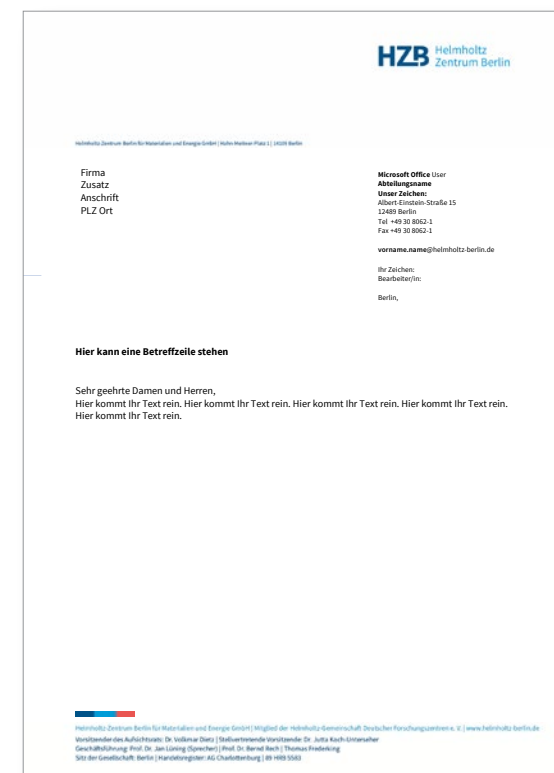 HZB Helmholtz
Zentrum Berlin
Helmholtz-Zentrum Berlin für Materialien und Energie GmbH | Hahn-Meitner-Platz 1 | 14109 Berlin
Firma
Zusatz
Anschrift
PLZ Ort
Microsoft Office User
Abteilungsname
Unser Zeichen:
Albert-Einstein-Straße 15
12489 Berlin
Tel +49 30 8062-1
Fax +49 30 8062-1
vorname.name@helmholtz-berlin.de
Ihr Zeichen:
Bearbeiter/in:
Berlin,
Hier kann eine Betreffzeile stehen
Sehr geehrte Damen und Herren,
Hier kommt Ihr Text rein. Hier kommt Ihr Text rein. Hier kommt Ihr Text rein. Hier kommt Ihr Text rein.
Hier kommt Ihr Text rein.
Helmholtz-Zentrum Berlin für Materialien und Energie GmbH | Mitglied der Helmholtz-Gemeinschaft Deutscher Forschungszentren e. V. | www.helmholtz-berlin.de
Vorsitzender des Aufsichtsrats: Dr. Volkmar Dietz | Stellvertretende Vorsitzende: Dr. Jutta Koch-Unterseher
Geschäftsführung: Prof. Dr. Jan Lüning (Sprecher) | Prof. Dr. Bernd Rech | Thomas Frederking
Sitz der Gesellschaft: Berlin | Handelsregister: AG Charlottenburg | 89 HRB 5583